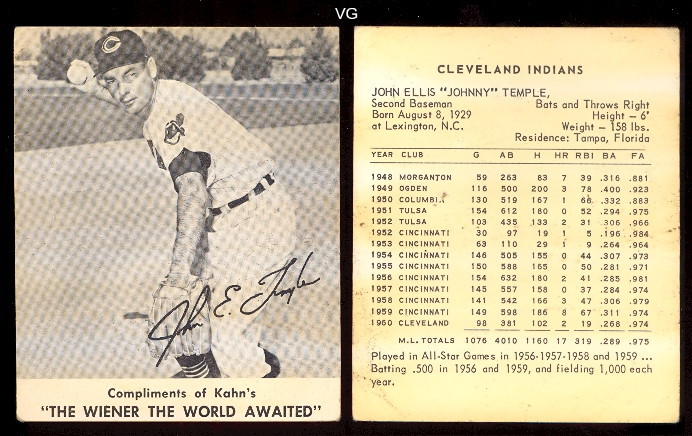 VG
C
John E. Temple
Compliments of Kahn's
"THE WIENER THE WORLD AWAITED"
CLEVELAND INDIANS
JOHN ELLIS "JOHNNY" TEMPLE,
Second Baseman Bats and Throws Right
Born August 8, 1929 Height — 6'
at Lexington, N.C. Weight — 158 lbs.
Residence: Tampa, Florida
YEAR CLUB G AB H HR RBI BA FA
1948 MORGANTON 59 263 83 7 39 .316 .881
1949 OGDEN 116 500 200 3 78 .400 .923
1950 COLUMBIA 130 519 167 1 66 .332 .883
1951 TULSA 154 612 180 0 52 .294 .975
1952 TULSA 103 435 133 2 31 .306 .966
1952 CINCINNATI 30 97 19 1 5 .196 .984
1953 CINCINNATI 63 110 29 1 9 .264 .964
1954 CINCINNATI 146 505 155 0 44 .307 .973
1955 CINCINNATI 150 588 165 0 50 .281 .971
1956 CINCINNATI 154 632 180 2 41 .285 .981
1957 CINCINNATI 145 557 158 0 37 .284 .974
1958 CINCINNATI 141 542 166 3 47 .306 .979
1959 CINCINNATI 149 598 186 8 67 .311 .974
1960 CLEVELAND 98 381 102 2 19 .268 .974
M.L. TOTALS 1076 4010 1160 17 319 .289 .975
Played in All-Star Games in 1956-1957-1958 and 1959 ...
Batting .500 in 1956 and 1959, and fielding 1,000 each
year.